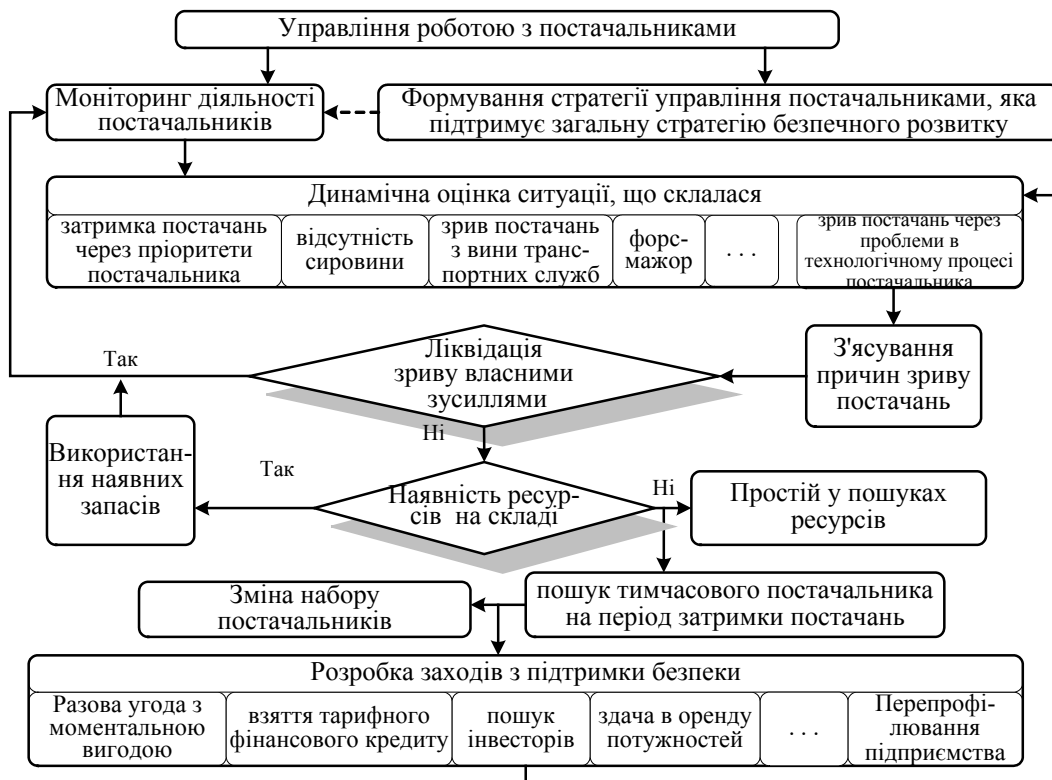 Управління роботою з постачальниками
Моніторинг діяльності
постачальників
Формування стратегії управління постачальниками, яка
підтримує загальну стратегію безпечного розвитку
Динамічна оцінка ситуації, що склалася
затримка постачань
через пріоритети
постачальника
відсутність
сировини
зрив постачань
з вини транс-
портних служб
форс-
мажор
. . .
зрив постачань через
проблеми в
технологічному процесі
постачальника
Так
Ліквідація
зриву власними
зусиллями
З'ясування
причин зриву
постачань
Ні
Використан-
ня наявних
запасів
Так
Наявність ресур-
сів на складі
Ні
Простій у пошуках
ресурсів
Зміна набору
постачальників
пошук тимчасового постачальника
на період затримки постачань
Розробка заходів з підтримки безпеки
Разова угода з
моментальною
вигодою
взяття тарифного
фінансового кредиту
пошук
інвесторів
здача в оренду
потужностей
. . .
Перепрофі-
лювання
підприємства